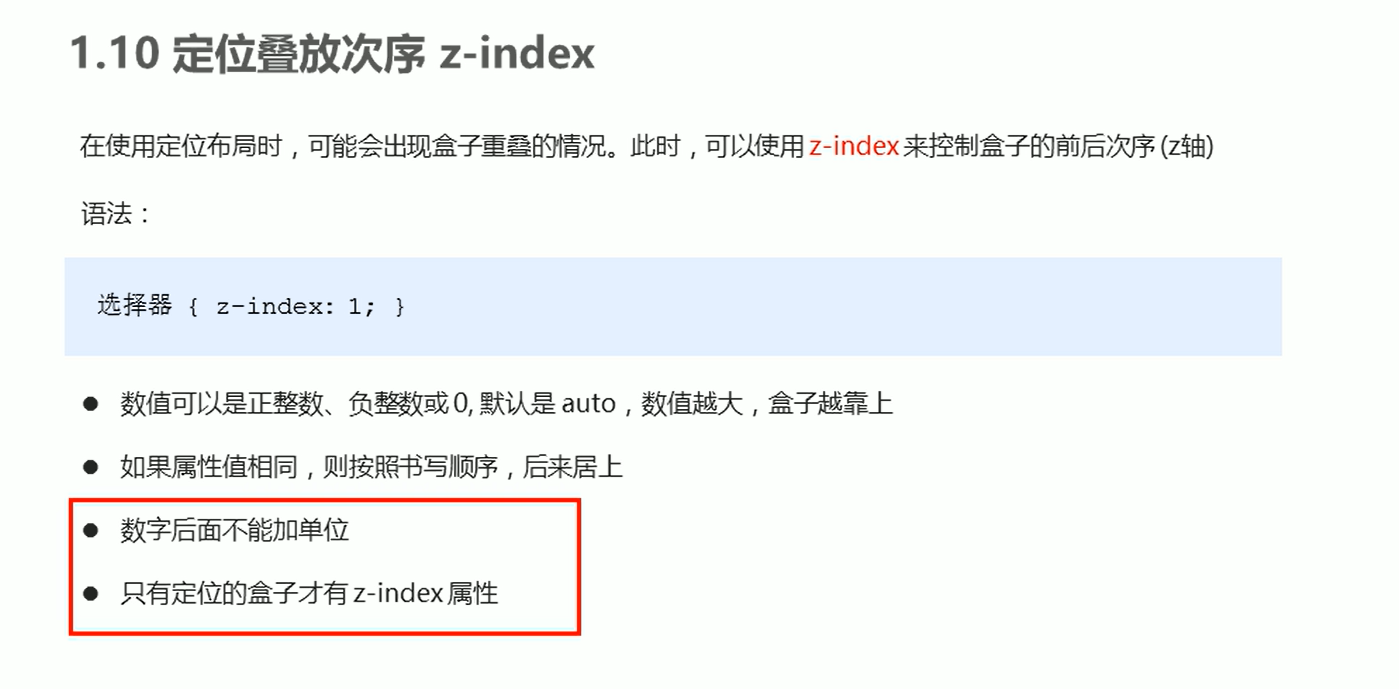 1.10 定位叠放次序 z-index
在使用定位布局时，可能会出现盒子重叠的情况。此时，可以使用 z-index 来控制盒子的前后次序 (z轴)
语法：
选择器 { z-index: 1; }
● 数值可以是正整数、负整数或 0, 默认是 auto，数值越大，盒子越靠上
● 如果属性值相同，则按照书写顺序，后来居上
● 数字后面不能加单位
● 只有定位的盒子才有 z-index 属性